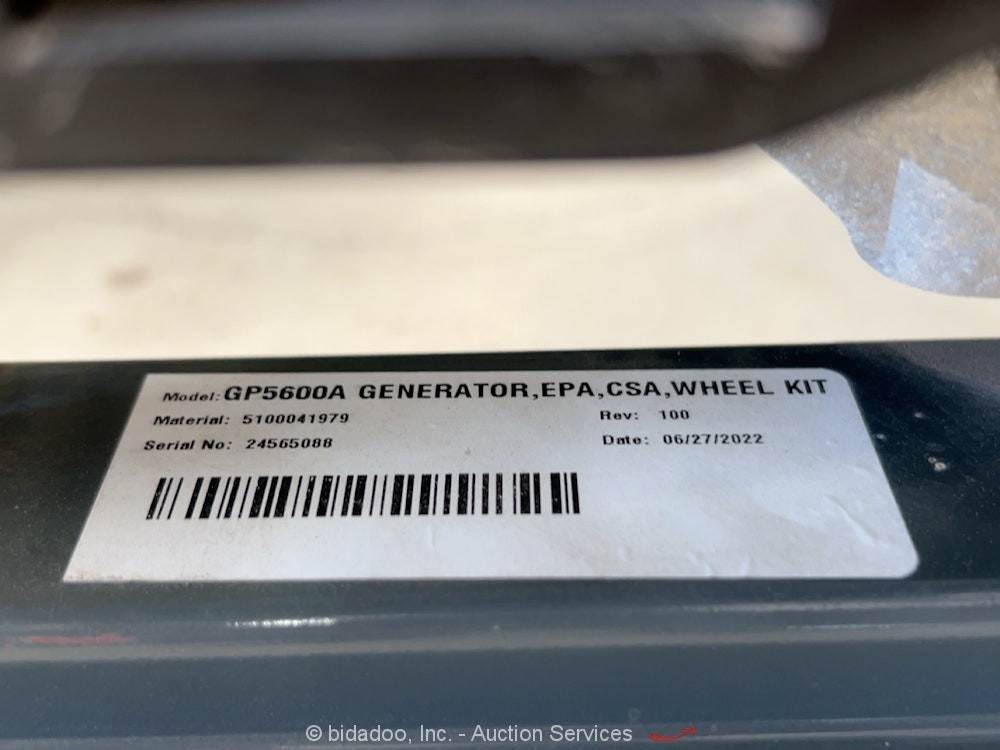 Model: GP5600A GENERATOR,EPA,CSA,WHEEL KIT
Material: 5100041979 Rev: 100
Serial No: 24565088 Date: 06/27/2022
© bidadoo, Inc. - Auction Services